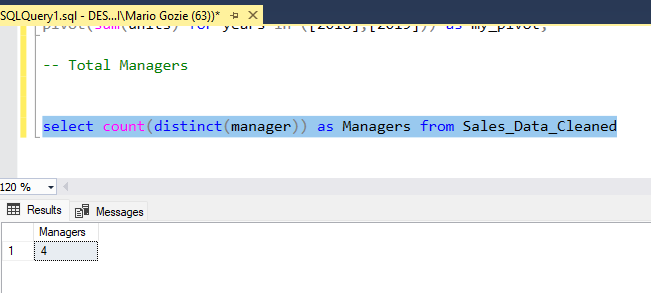 SQLQuery1.sql - DES...l\Mario Gozie (63))*
pivot(sum(units) for years in ([2018],[2019])) as my_pivot;
-- Total Managers
select count(distinct(manager)) as Managers from Sales_Data_Cleaned
120 %
Results Messages
Managers
1 4